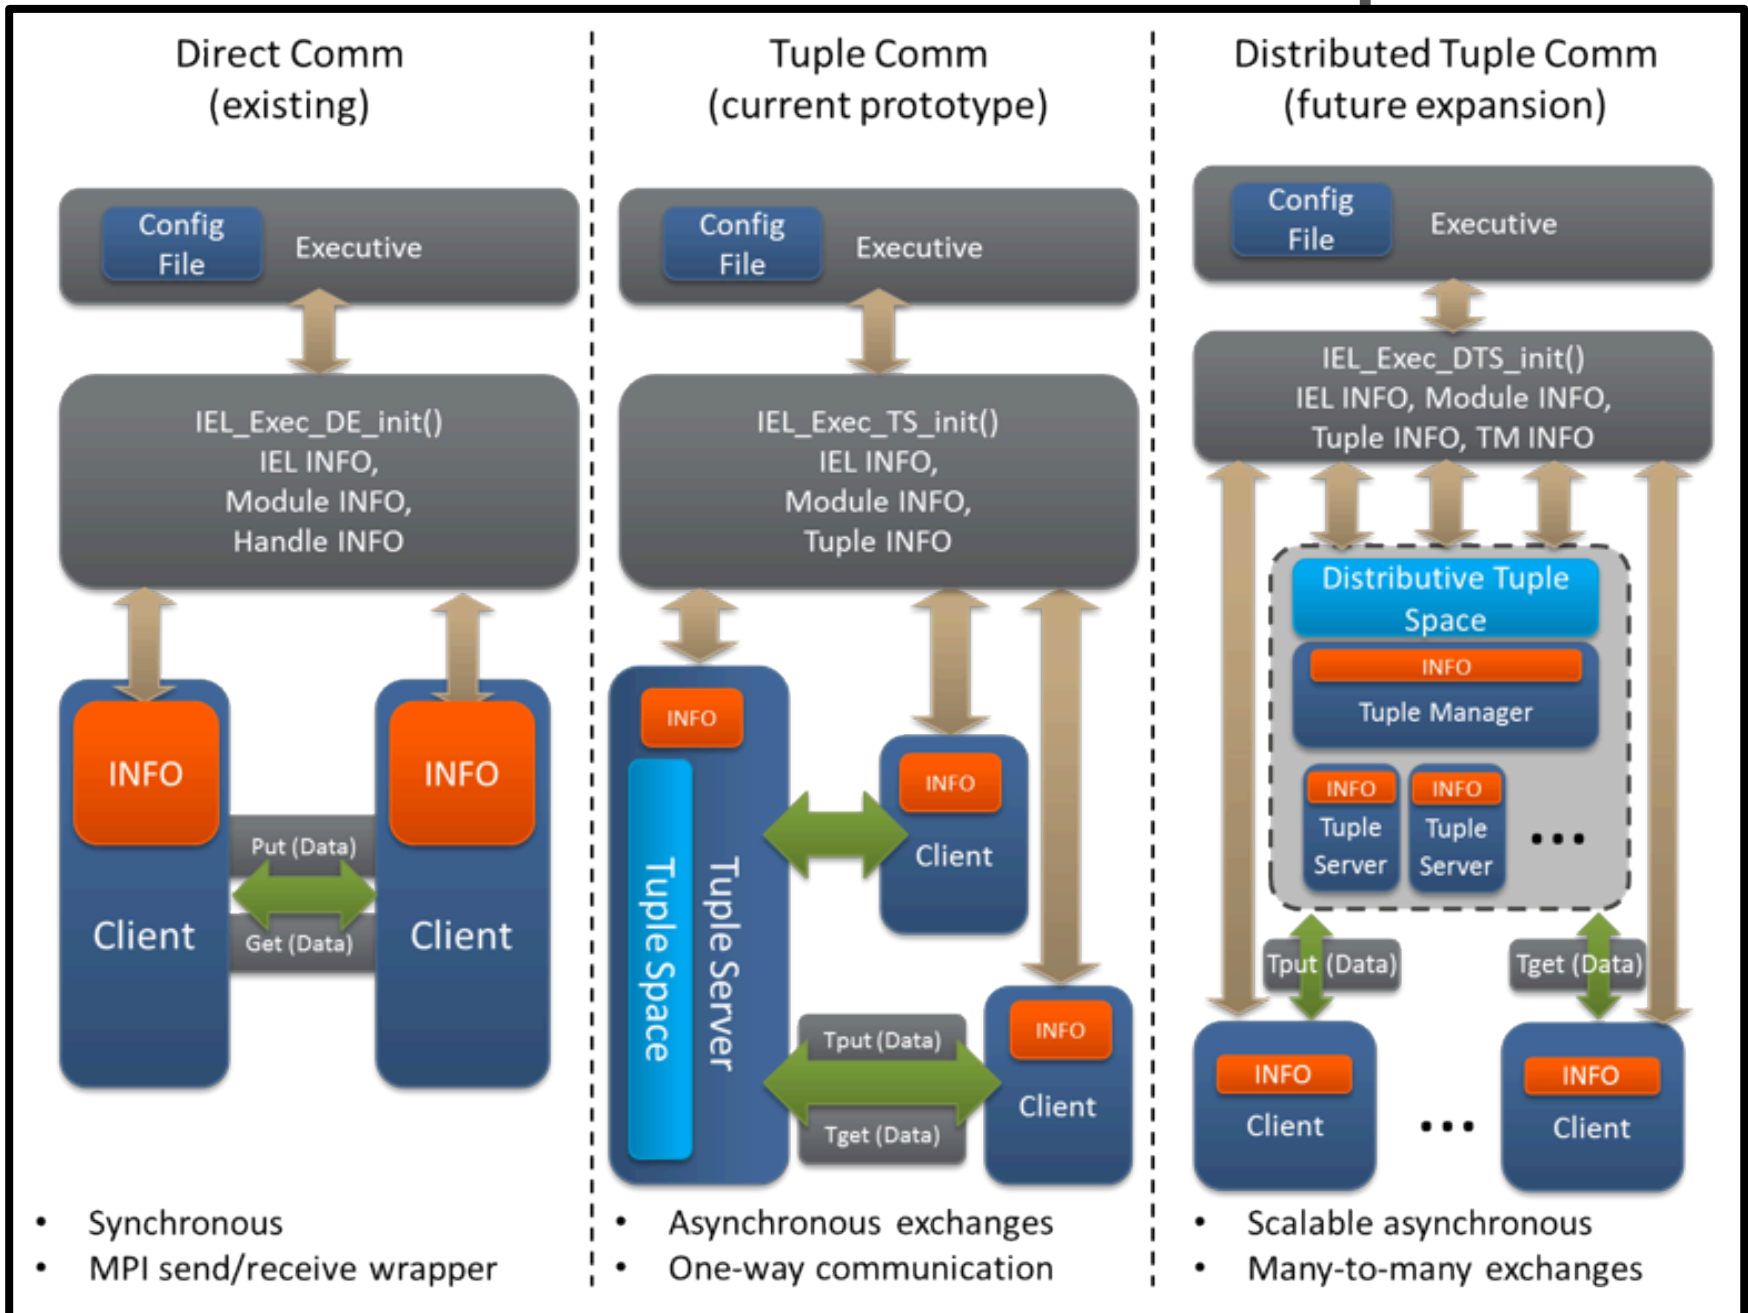 Direct Comm
(existing)
Config
File
Executive
IEL_Exec_DE_init()
IEL INFO,
Module INFO,
Handle INFO
INFO
INFO
Put (Data)
Get (Data)
Client
Client
• Synchronous
• MPI send/receive wrapper
Tuple Comm
(current prototype)
Config
File
Executive
IEL_Exec_TS_init()
IEL INFO,
Module INFO,
Tuple INFO
INFO
Tuple Space
Tuple Server
INFO
Client
Tput (Data)
Tget (Data)
INFO
Client
• Asynchronous exchanges
• One-way communication
Distributed Tuple Comm
(future expansion)
Config
File
Executive
IEL_Exec_DTS_init()
IEL INFO, Module INFO,
Tuple INFO, TM INFO
Distributive Tuple
Space
INFO
Tuple Manager
INFO
Tuple
Server
INFO
Tuple
Server
...
Tput (Data)
Tget (Data)
INFO
Client
...
INFO
Client
• Scalable asynchronous
• Many-to-many exchanges